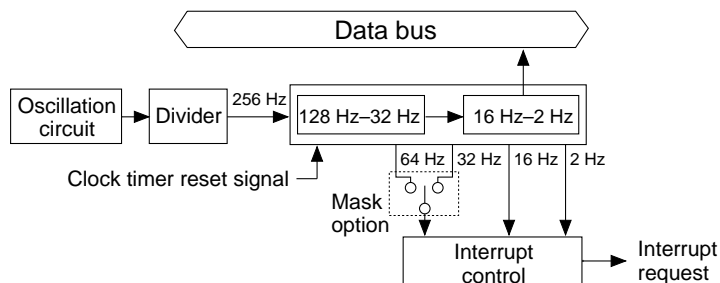 Data bus
Oscillation
circuit
Divider
256 Hz
128 Hz–32 Hz
16 Hz–2 Hz
Clock timer reset signal
64 Hz
32 Hz
16 Hz
2 Hz
Mask
option
Interrupt
control
Interrupt
request